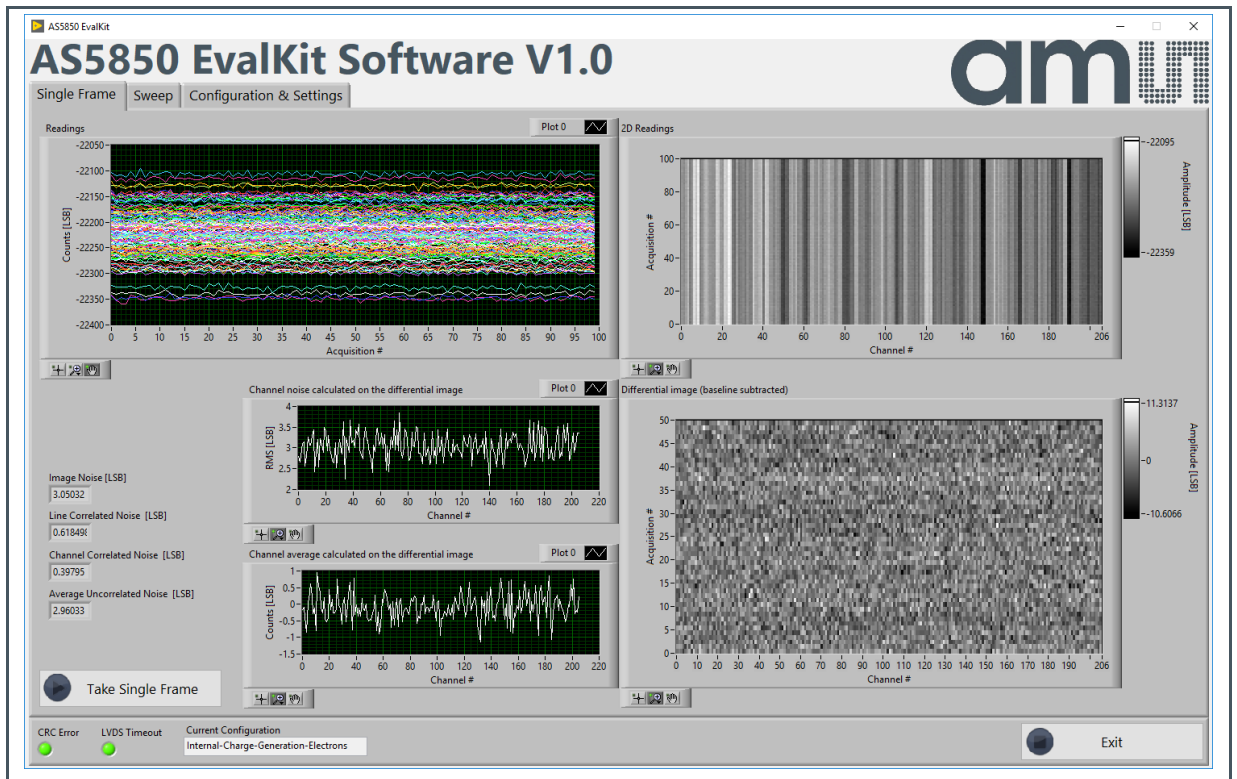 AS5850 EvalKit
AS5850 EvalKit Software V1.0
amu
Single Frame
Sweep
Configuration & Settings
Readings
Plot 0
-22050
-22100
-22150
-22200
-22250
-22300
-22350
-22400
Counts [LSB]
0 5 10 15 20 25 30 35 40 45 50 55 60 65 70 75 80 85 90 95 100
Acquisition #
2D Readings
100
80
60
40
20
0
Acquisition #
0 20 40 60 80 100 120 140 160 180 206
Channel #
-22095
-22359
Amplitude [LSB]
Channel noise calculated on the differential image
Plot 0
4
3.5
3
2.5
2
RMS [LSB]
0 20 40 60 80 100 120 140 160 180 200 220
Channel #
Differential image (baseline subtracted)
50
45
40
35
30
25
20
15
10
5
0
Acquisition #
0 10 20 30 40 50 60 70 80 90 100 110 120 130 140 150 160 170 180 190 206
Channel #
11.3137
0
-10.6066
Amplitude [LSB]
Image Noise [LSB]
3.05032
Line Correlated Noise [LSB]
0.618498
Channel Correlated Noise [LSB]
0.39795
Average Uncorrelated Noise [LSB]
2.96033
Channel average calculated on the differential image
Plot 0
1
0.5
0
-0.5
-1
-1.5
Counts [LSB]
0 20 40 60 80 100 120 140 160 180 200 220
Channel #
Take Single Frame
CRC Error
LVDS Timeout
Current Configuration
Internal-Charge-Generation-Electrons
Exit